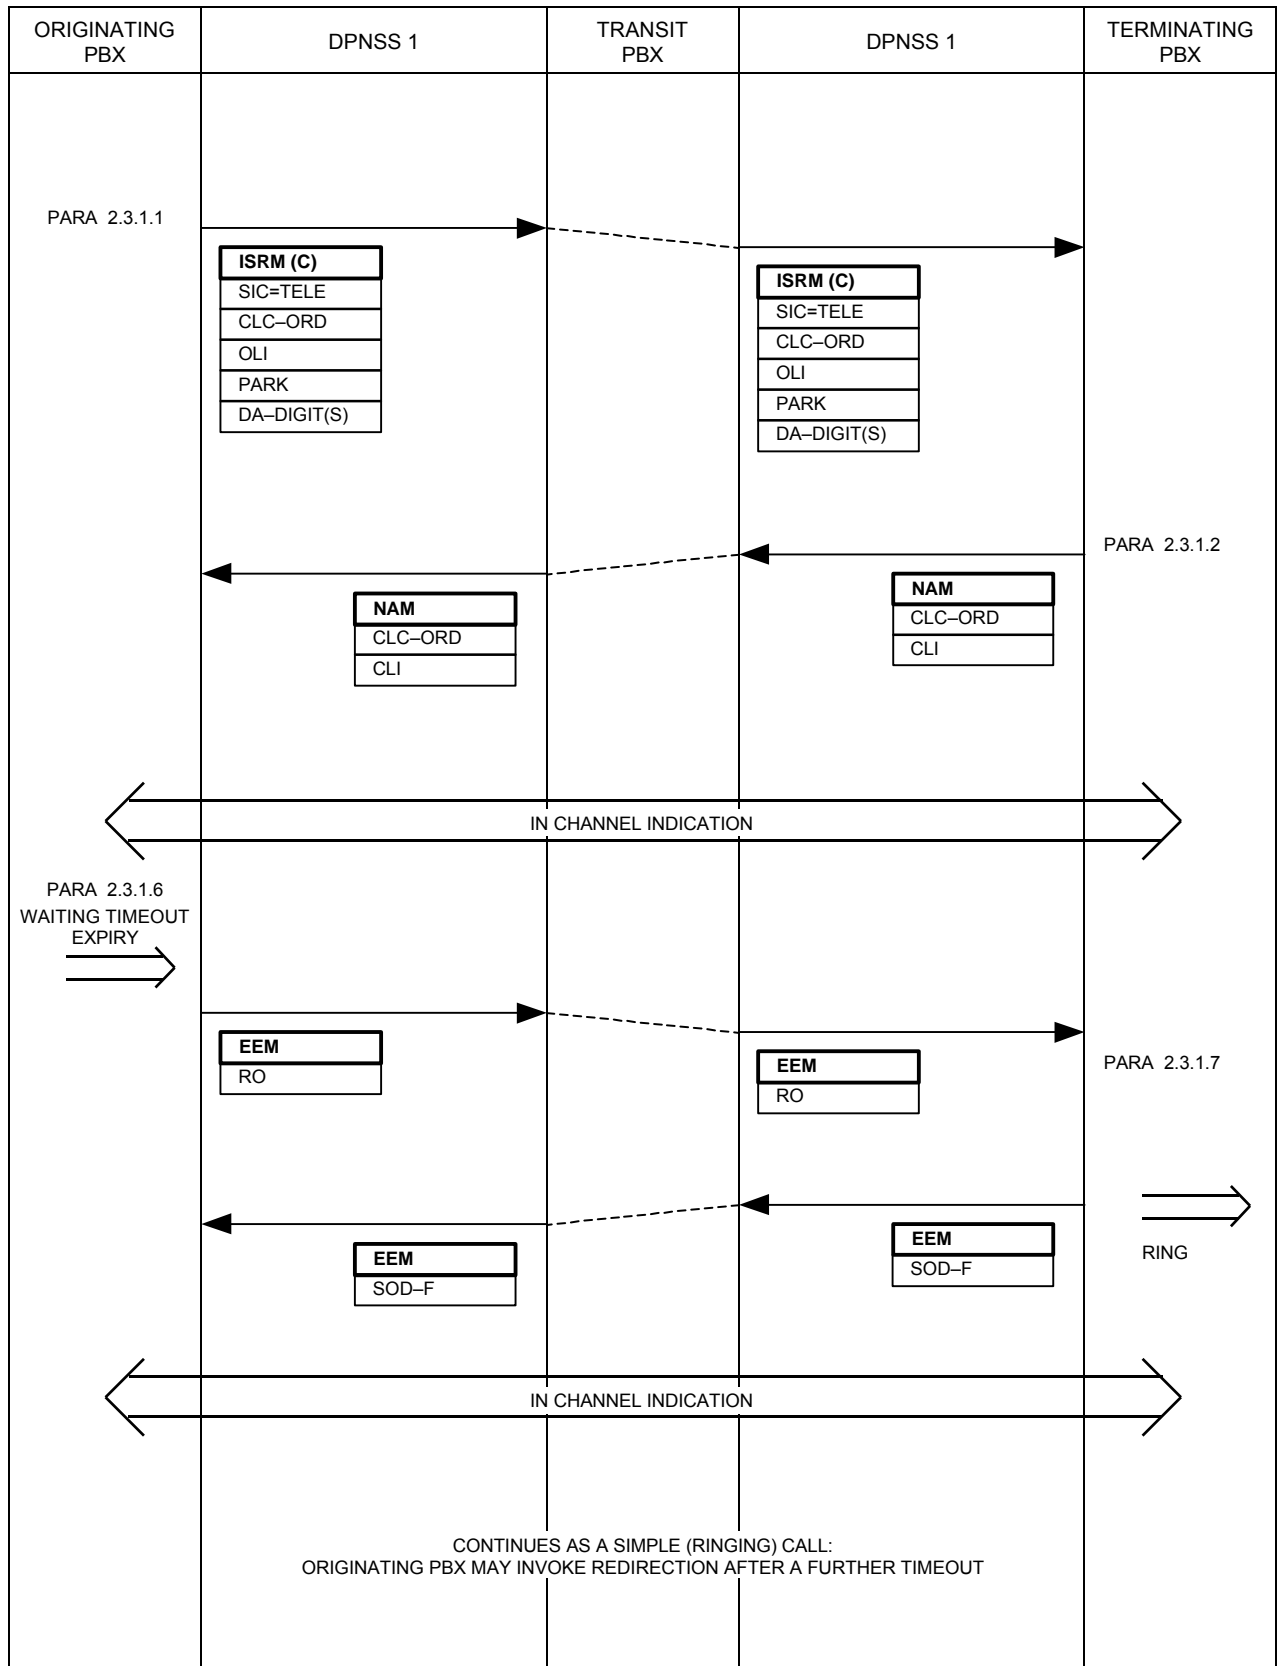 ORIGINATING
PBX
DPNSS 1
TRANSIT
PBX
DPNSS 1
TERMINATING
PBX
PARA 2.3.1.1
ISRM (C)
SIC=TELE
CLC–ORD
OLI
PARK
DA–DIGIT(S)
ISRM (C)
SIC=TELE
CLC–ORD
OLI
PARK
DA–DIGIT(S)
PARA 2.3.1.2
NAM
CLC–ORD
CLI
NAM
CLC–ORD
CLI
IN CHANNEL INDICATION
PARA 2.3.1.6
WAITING TIMEOUT
EXPIRY
EEM
RO
EEM
RO
PARA 2.3.1.7
EEM
SOD–F
EEM
SOD–F
RING
IN CHANNEL INDICATION
CONTINUES AS A SIMPLE (RINGING) CALL:
ORIGINATING PBX MAY INVOKE REDIRECTION AFTER A FURTHER TIMEOUT